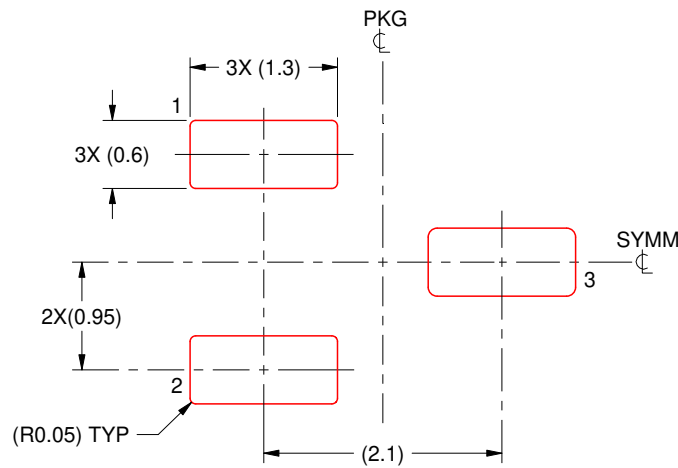 PKG
℄
3X (1.3)
1
3X (0.6)
SYMM
℄
3
2X(0.95)
2
(R0.05) TYP
(2.1)